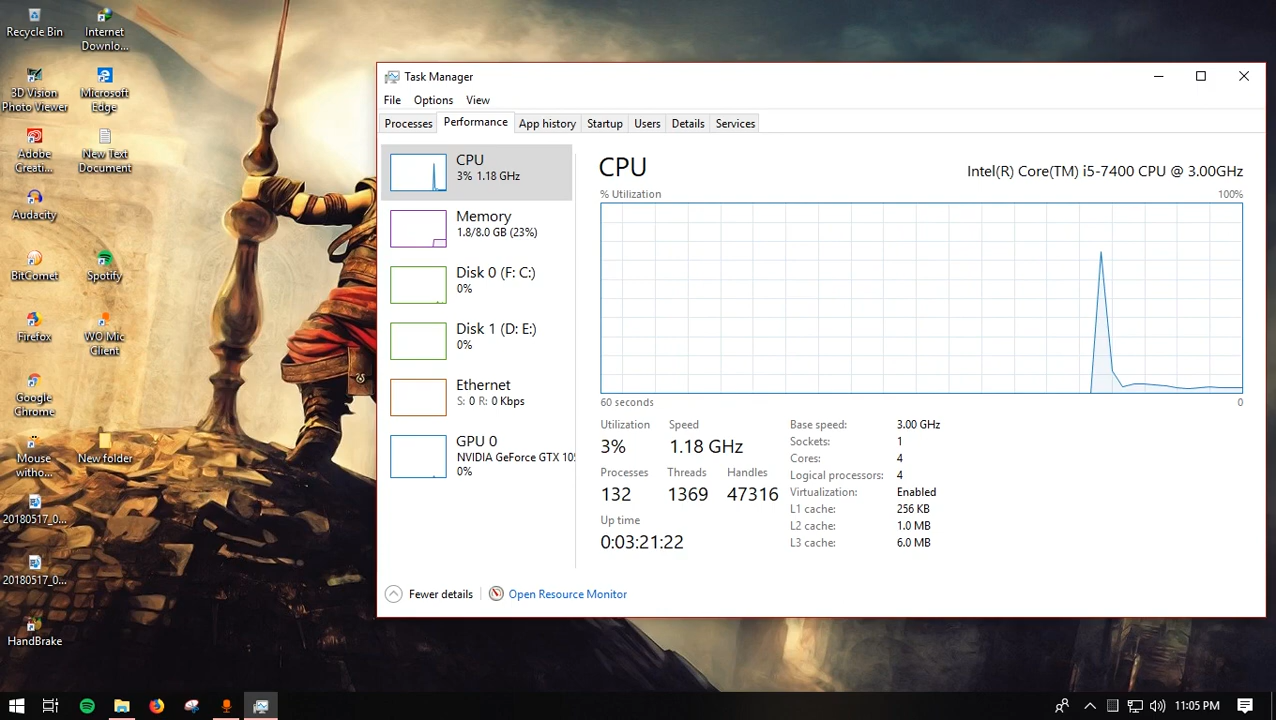 Recycle Bin
Internet
Downlo...
3D Vision
Photo Viewer
Microsoft
Edge
Adobe
Creati...
New Text
Document
Audacity
BitComet
Spotify
Firefox
WO Mic
Client
Google
Chrome
Mouse
witho...
New folder
20180517_0...
20180517_0...
HandBrake
Task Manager
File Options View
Processes Performance App history Startup Users Details Services
CPU
3% 1.18 GHz
Memory
1.8/8.0 GB (23%)
Disk 0 (F: C:)
0%
Disk 1 (D: E:)
0%
Ethernet
S: 0 R: 0 Kbps
GPU 0
NVIDIA GeForce GTX 105
0%
CPU
Intel(R) Core(TM) i5-7400 CPU @ 3.00GHz
% Utilization 100%
60 seconds 0
Utilization Speed
3% 1.18 GHz
Processes Threads Handles
132 1369 47316
Up time
0:03:21:22
Base speed: 3.00 GHz
Sockets: 1
Cores: 4
Logical processors: 4
Virtualization: Enabled
L1 cache: 256 KB
L2 cache: 1.0 MB
L3 cache: 6.0 MB
Fewer details Open Resource Monitor
11:05 PM